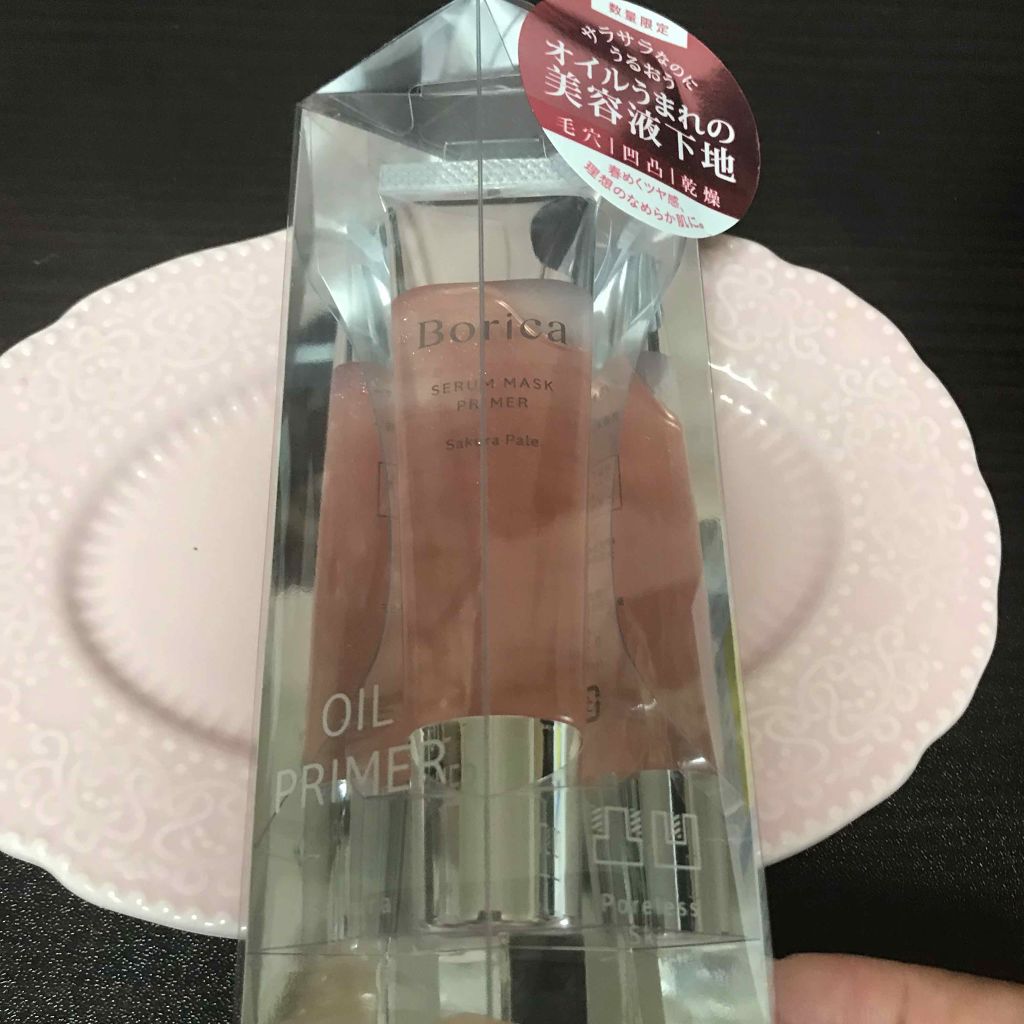 数量限定
サラサラなのに
うるおう
オイルうまれの
美容液下地
毛穴|凹凸|乾燥
春めくツヤ感、
理想のなめらか肌に。
Borica
SERUM MASK
PRIMER
Sakura Pale
OIL
PRIMER
Poreless